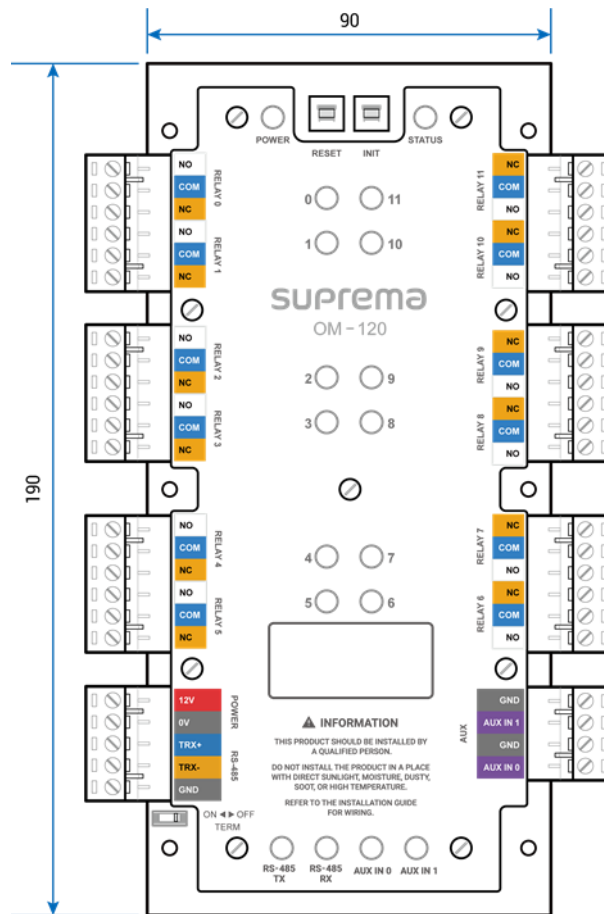 90
190
POWER
RESET
INIT
STATUS
NO
COM
NC
RELAY 0
NO
COM
NC
RELAY 1
NC
COM
NO
RELAY 11
NC
COM
NO
RELAY 10
0
11
1
10
suprema
OM-120
NO
COM
NC
RELAY 2
NO
COM
NC
RELAY 3
NC
COM
NO
RELAY 9
NC
COM
NO
RELAY 8
2
9
3
8
NO
COM
NC
RELAY 4
NO
COM
NC
RELAY 5
NC
COM
NO
RELAY 7
NC
COM
NO
RELAY 6
4
7
5
6
12V
0V
POWER
TRX+
TRX-
GND
RS-485
GND
AUX IN 1
GND
AUX IN 0
AUX
INFORMATION
THIS PRODUCT SHOULD BE INSTALLED BY
A QUALIFIED PERSON.
DO NOT INSTALL THE PRODUCT IN A PLACE
WITH DIRECT SUNLIGHT, MOISTURE, DUSTY,
SOOT, OR HIGH TEMPERATURE.
REFER TO THE INSTALLATION GUIDE
FOR WIRING.
ON ◄ ► OFF
TERM
RS-485
TX
RS-485
RX
AUX IN 0
AUX IN 1